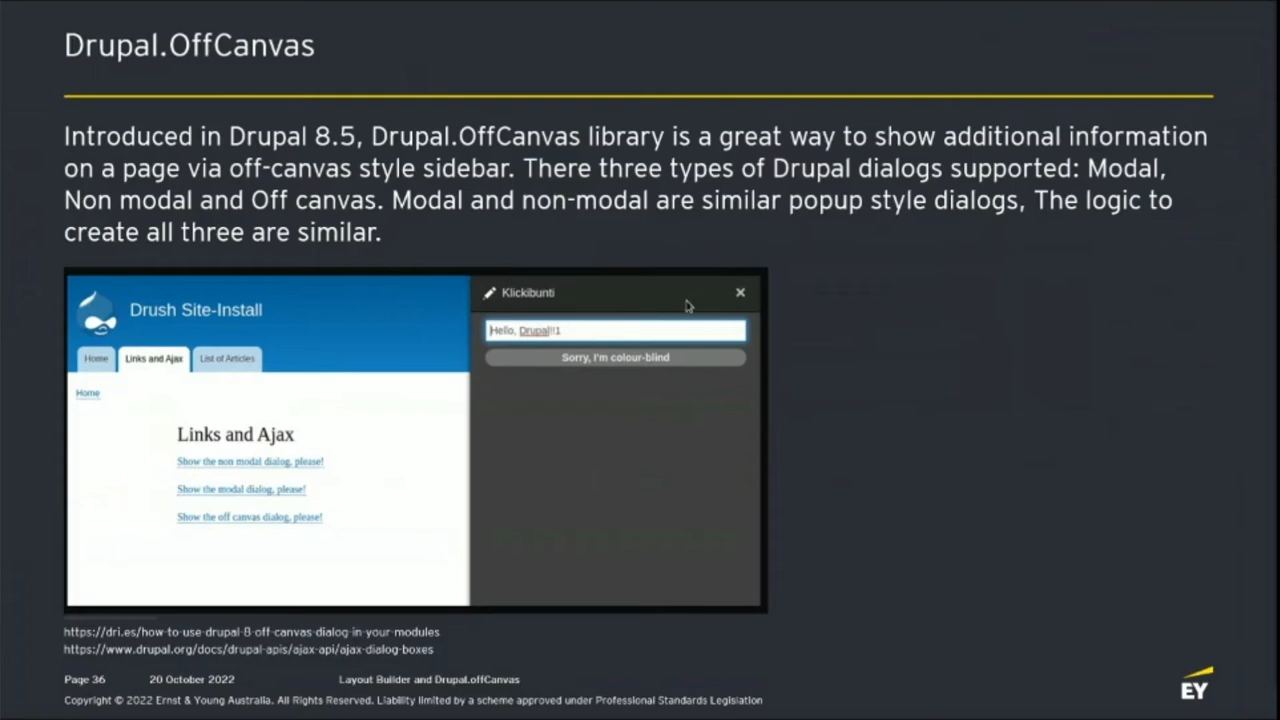 Drupal.OffCanvas
Introduced in Drupal 8.5, Drupal.OffCanvas library is a great way to show additional information
on a page via off-canvas style sidebar. There three types of Drupal dialogs supported: Modal,
Non modal and Off canvas. Modal and non-modal are similar popup style dialogs, The logic to
create all three are similar.
Drush Site-Install
Home Links and Ajax List of Articles
Home
Links and Ajax
Show the non modal dialog, please!
Show the modal dialog, please!
Show the off canvas dialog, please!
Klickibunti
Hello, Drupal!!1
Sorry, I'm colour-blind
https://dri.es/how-to-use-drupal-8-off-canvas-dialog-in-your-modules
https://www.drupal.org/docs/drupal-apis/ajax-api/ajax-dialog-boxes
Page 36 20 October 2022 Layout Builder and Drupal.offCanvas
Copyright © 2022 Ernst & Young Australia. All Rights Reserved. Liability limited by a scheme approved under Professional Standards Legislation
EY